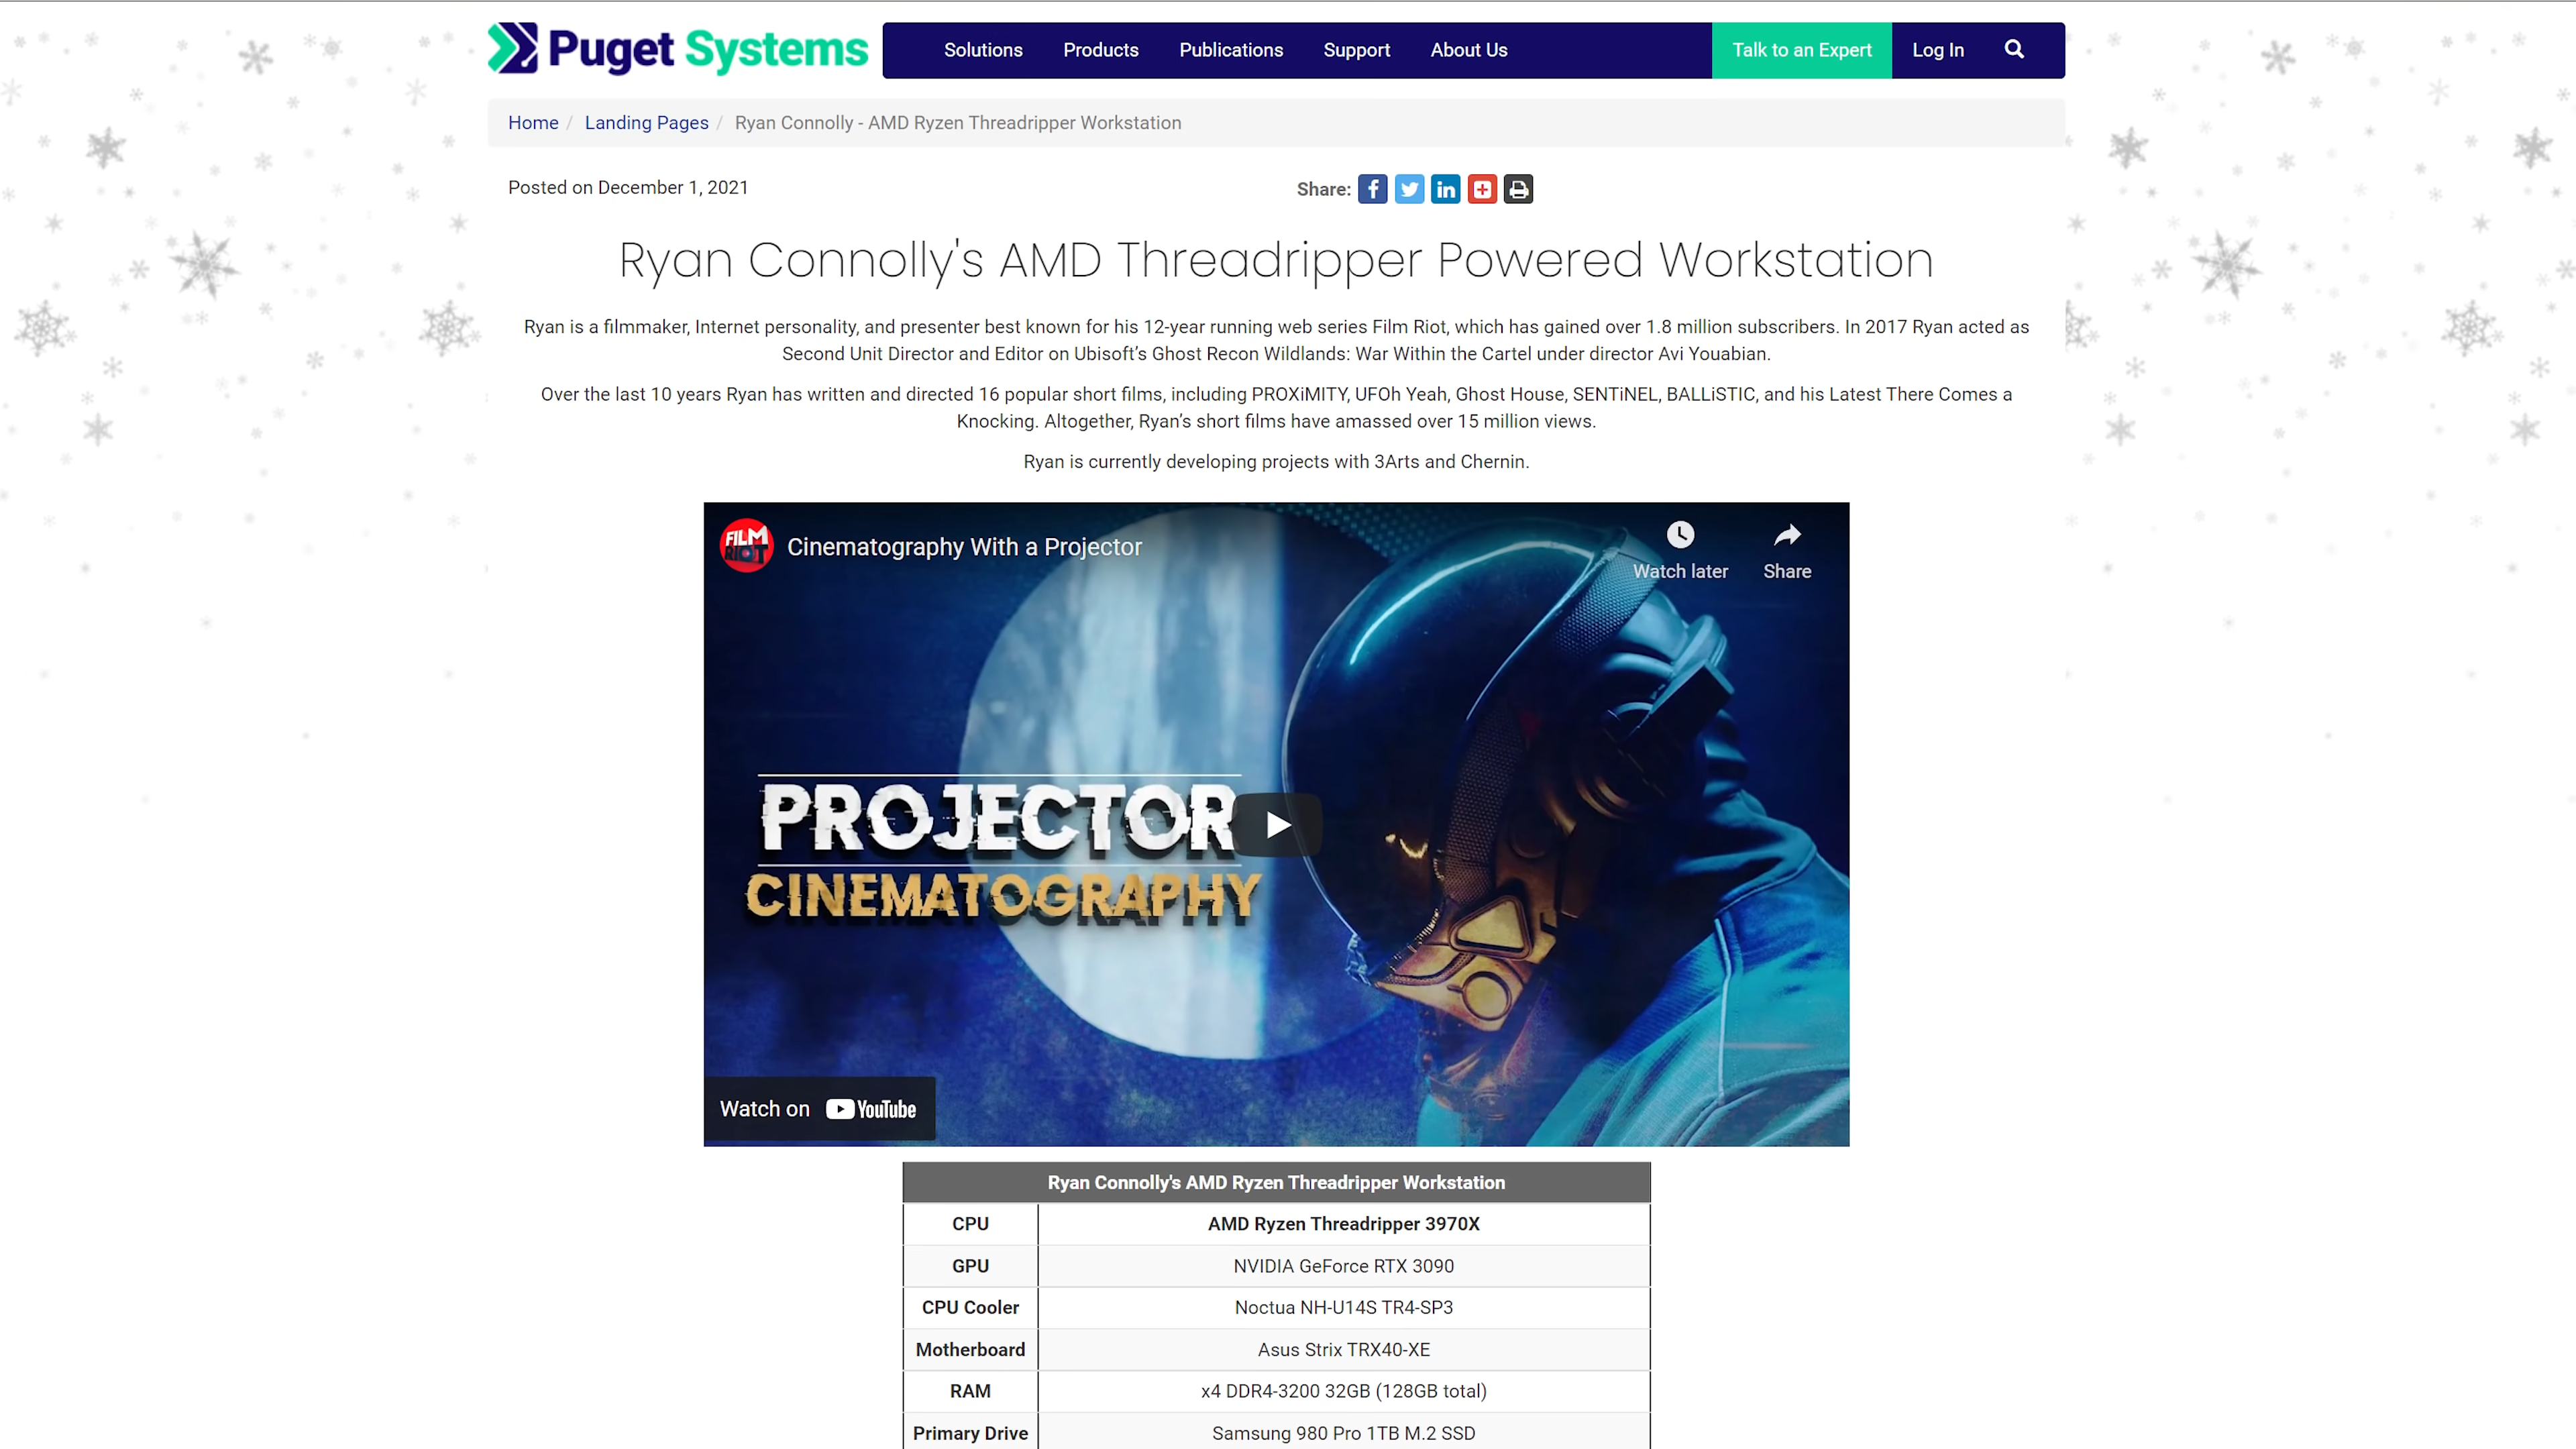 Puget Systems
Solutions Products Publications Support About Us Talk to an Expert Log In
Home / Landing Pages / Ryan Connolly - AMD Ryzen Threadripper Workstation
Posted on December 1, 2021
Share:
Ryan Connolly's AMD Threadripper Powered Workstation
Ryan is a filmmaker, Internet personality, and presenter best known for his 12-year running web series Film Riot, which has gained over 1.8 million subscribers. In 2017 Ryan acted as
Second Unit Director and Editor on Ubisoft’s Ghost Recon Wildlands: War Within the Cartel under director Avi Youabian.
Over the last 10 years Ryan has written and directed 16 popular short films, including PROXiMITY, UFOh Yeah, Ghost House, SENTiNEL, BALLiSTIC, and his Latest There Comes a
Knocking. Altogether, Ryan’s short films have amassed over 15 million views.
Ryan is currently developing projects with 3Arts and Chernin.
FILM
RIOT
Cinematography With a Projector
Watch later Share
PROJECTOR
CINEMATOGRAPHY
Watch on YouTube
Ryan Connolly's AMD Ryzen Threadripper Workstation
CPU AMD Ryzen Threadripper 3970X
GPU NVIDIA GeForce RTX 3090
CPU Cooler Noctua NH-U14S TR4-SP3
Motherboard Asus Strix TRX40-XE
RAM x4 DDR4-3200 32GB (128GB total)
Primary Drive Samsung 980 Pro 1TB M.2 SSD